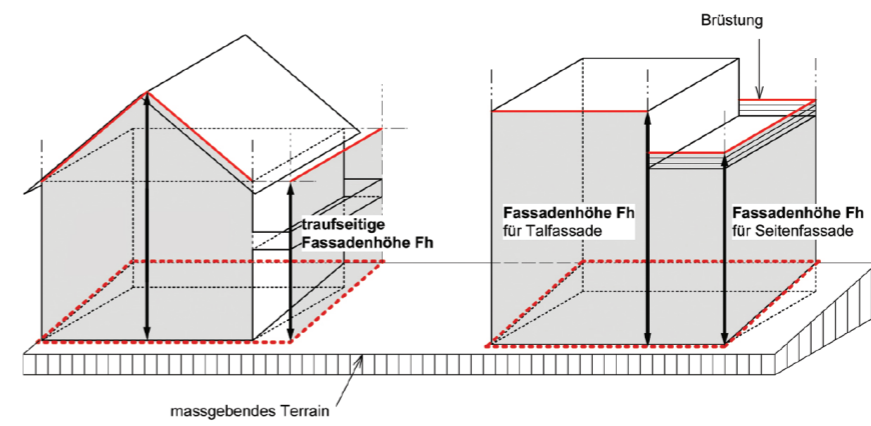 Brüstung
traufseitige
Fassadenhöhe Fh
Fassadenhöhe Fh
für Talfassade
Fassadenhöhe Fh
für Seitenfassade
massgebendes Terrain